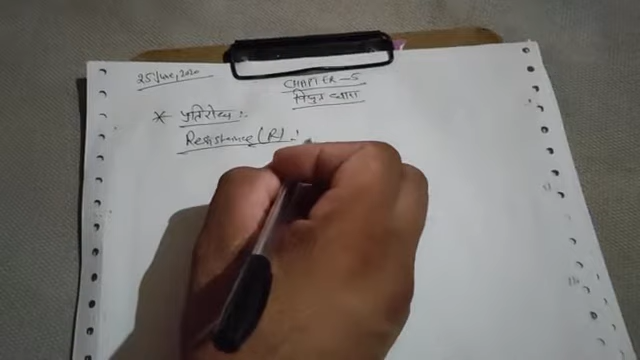 25 June, 2020
CHAPTER - 5
विधुत धारा
* प्रतिरोध :-
Resistance (R) :